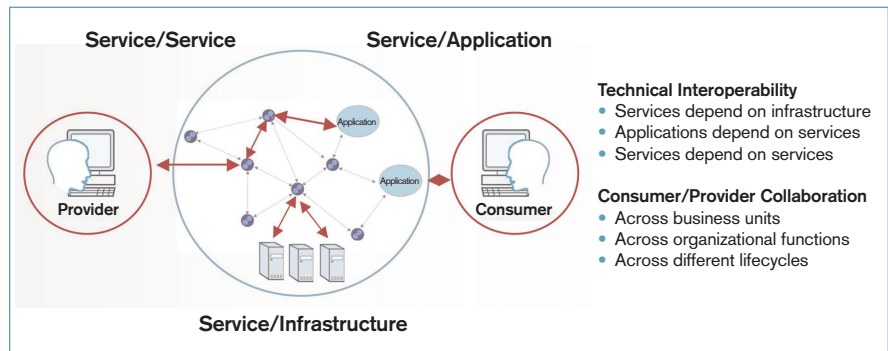 Service/Service
Service/Application
Application
Application
Provider
Consumer
Service/Infrastructure
Technical Interoperability
• Services depend on infrastructure
• Applications depend on services
• Services depend on services
Consumer/Provider Collaboration
• Across business units
• Across organizational functions
• Across different lifecycles